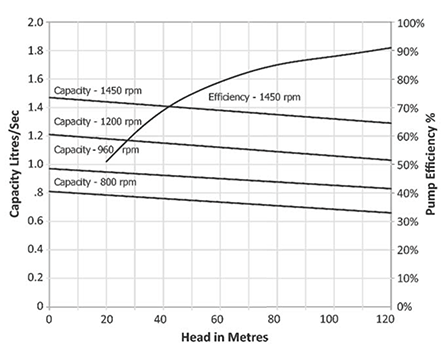 2.0
1.8
1.6
1.4
1.2
1.0
.8
0.6
0.4
0.2
0
Capacity Litres/Sec
Capacity - 1450 rpm
Efficiency - 1450 rpm
Capacity - 1200 rpm
Capacity - 960 rpm
Capacity - 800 rpm
100%
90%
80%
70%
60%
50%
40%
30%
20%
10%
0%
Pump Efficiency %
0 20 40 60 80 100 120
Head in Metres